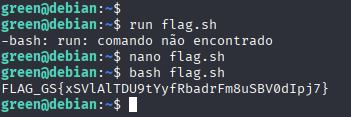 green@debian:~$
green@debian:~$ run flag.sh
-bash: run: comando não encontrado
green@debian:~$ nano flag.sh
green@debian:~$ bash flag.sh
FLAG_GS{xSVlAlTDU9tYyfRbadrFm8uSBV0dIpj7}
green@debian:~$